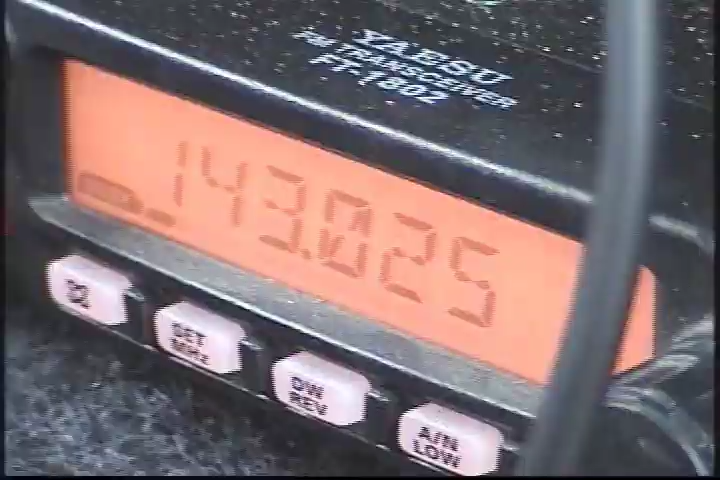 YAESU
FM TRANSCEIVER
FT-1802
143.025
SET
MHz
DW
REV
A/N
LOW